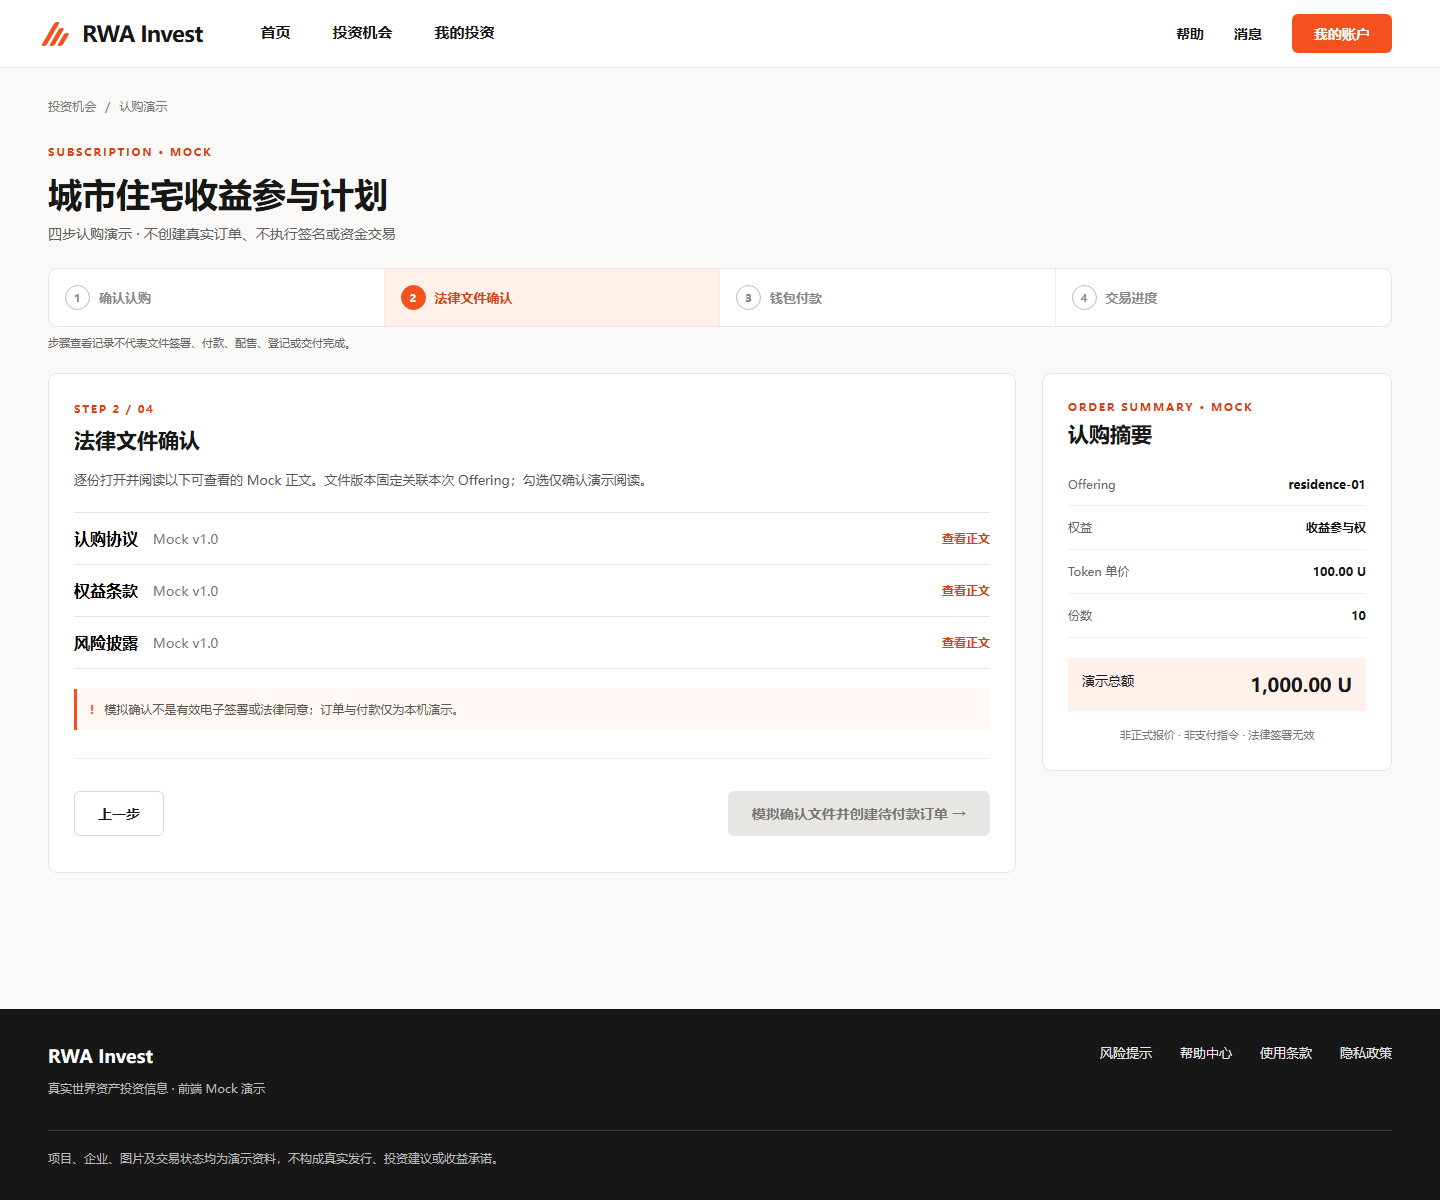 RWA Invest 首页 投资机会 我的投资 帮助 消息 我的账户
投资机会 / 认购演示
SUBSCRIPTION • MOCK
城市住宅收益参与计划
四步认购演示 · 不创建真实订单、不执行签名或资金交易
1 确认认购 2 法律文件确认 3 钱包付款 4 交易进度
步骤查看记录不代表文件签署、付款、配售、登记或交付完成。
STEP 2 / 04
法律文件确认
逐份打开并阅读以下可查看的 Mock 正文。文件版本固定关联本次 Offering；勾选仅确认演示阅读。
认购协议 Mock v1.0 查看正文
权益条款 Mock v1.0 查看正文
风险披露 Mock v1.0 查看正文
! 模拟确认不是有效电子签署或法律同意；订单与付款仅为本机演示。
上一步 模拟确认文件并创建待付款订单 →
ORDER SUMMARY • MOCK
认购摘要
Offering residence-01
权益 收益参与权
Token 单价 100.00 U
份数 10
演示总额 1,000.00 U
非正式报价 · 非支付指令 · 法律签署无效
RWA Invest 风险提示 帮助中心 使用条款 隐私政策
真实世界资产投资信息 · 前端 Mock 演示
项目、企业、图片及交易状态均为演示资料，不构成真实发行、投资建议或收益承诺。